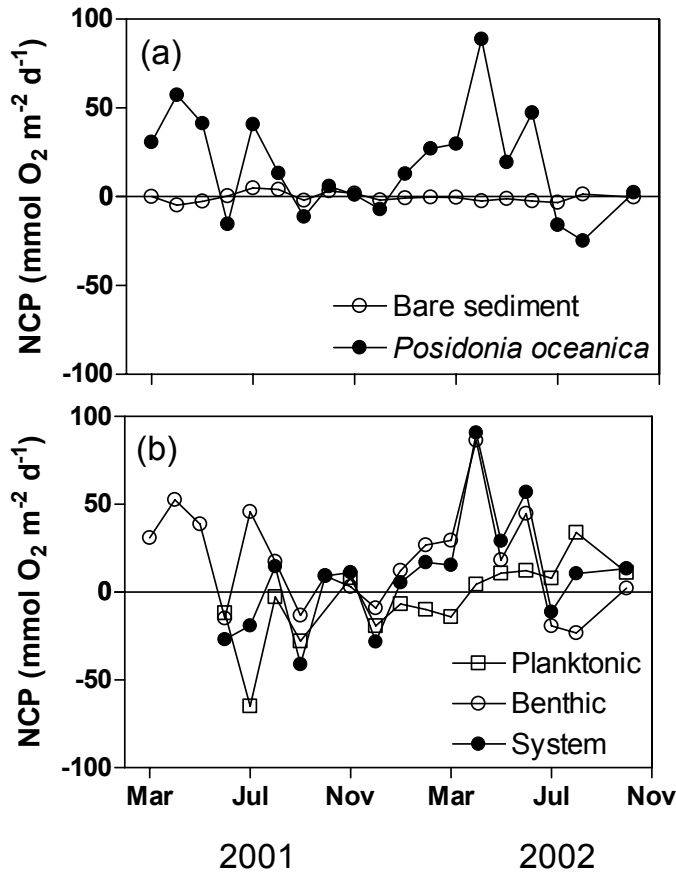 100
(a)
50
0
-50
-100
NCP (mmol O₂ m⁻² d⁻¹)
Bare sediment
Posidonia oceanica
100
(b)
50
0
-50
-100
NCP (mmol O₂ m⁻² d⁻¹)
Planktonic
Benthic
System
Mar Jul Nov Mar Jul Nov
2001 2002